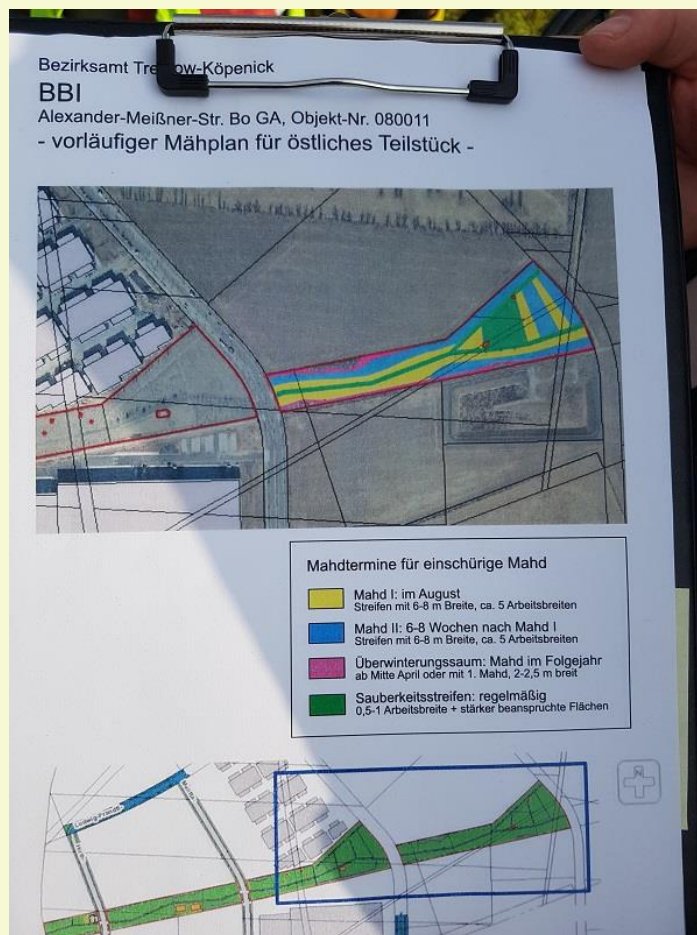 Bezirksamt Treptow-Köpenick
BBI
Alexander-Meißner-Str. Bo GA, Objekt-Nr. 080011
- vorläufiger Mähplan für östliches Teilstück -
Mahdtermine für einschürige Mahd
Mahd I: im August
Streifen mit 6-8 m Breite, ca. 5 Arbeitsbreiten
Mahd II: 6-8 Wochen nach Mahd I
Streifen mit 6-8 m Breite, ca. 5 Arbeitsbreiten
Überwinterungssaum: Mahd im Folgejahr
ab Mitte April oder mit 1. Mahd, 2-2,5 m breit
Sauberkeitsstreifen: regelmäßig
0,5-1 Arbeitsbreite + stärker beanspruchte Flächen
N